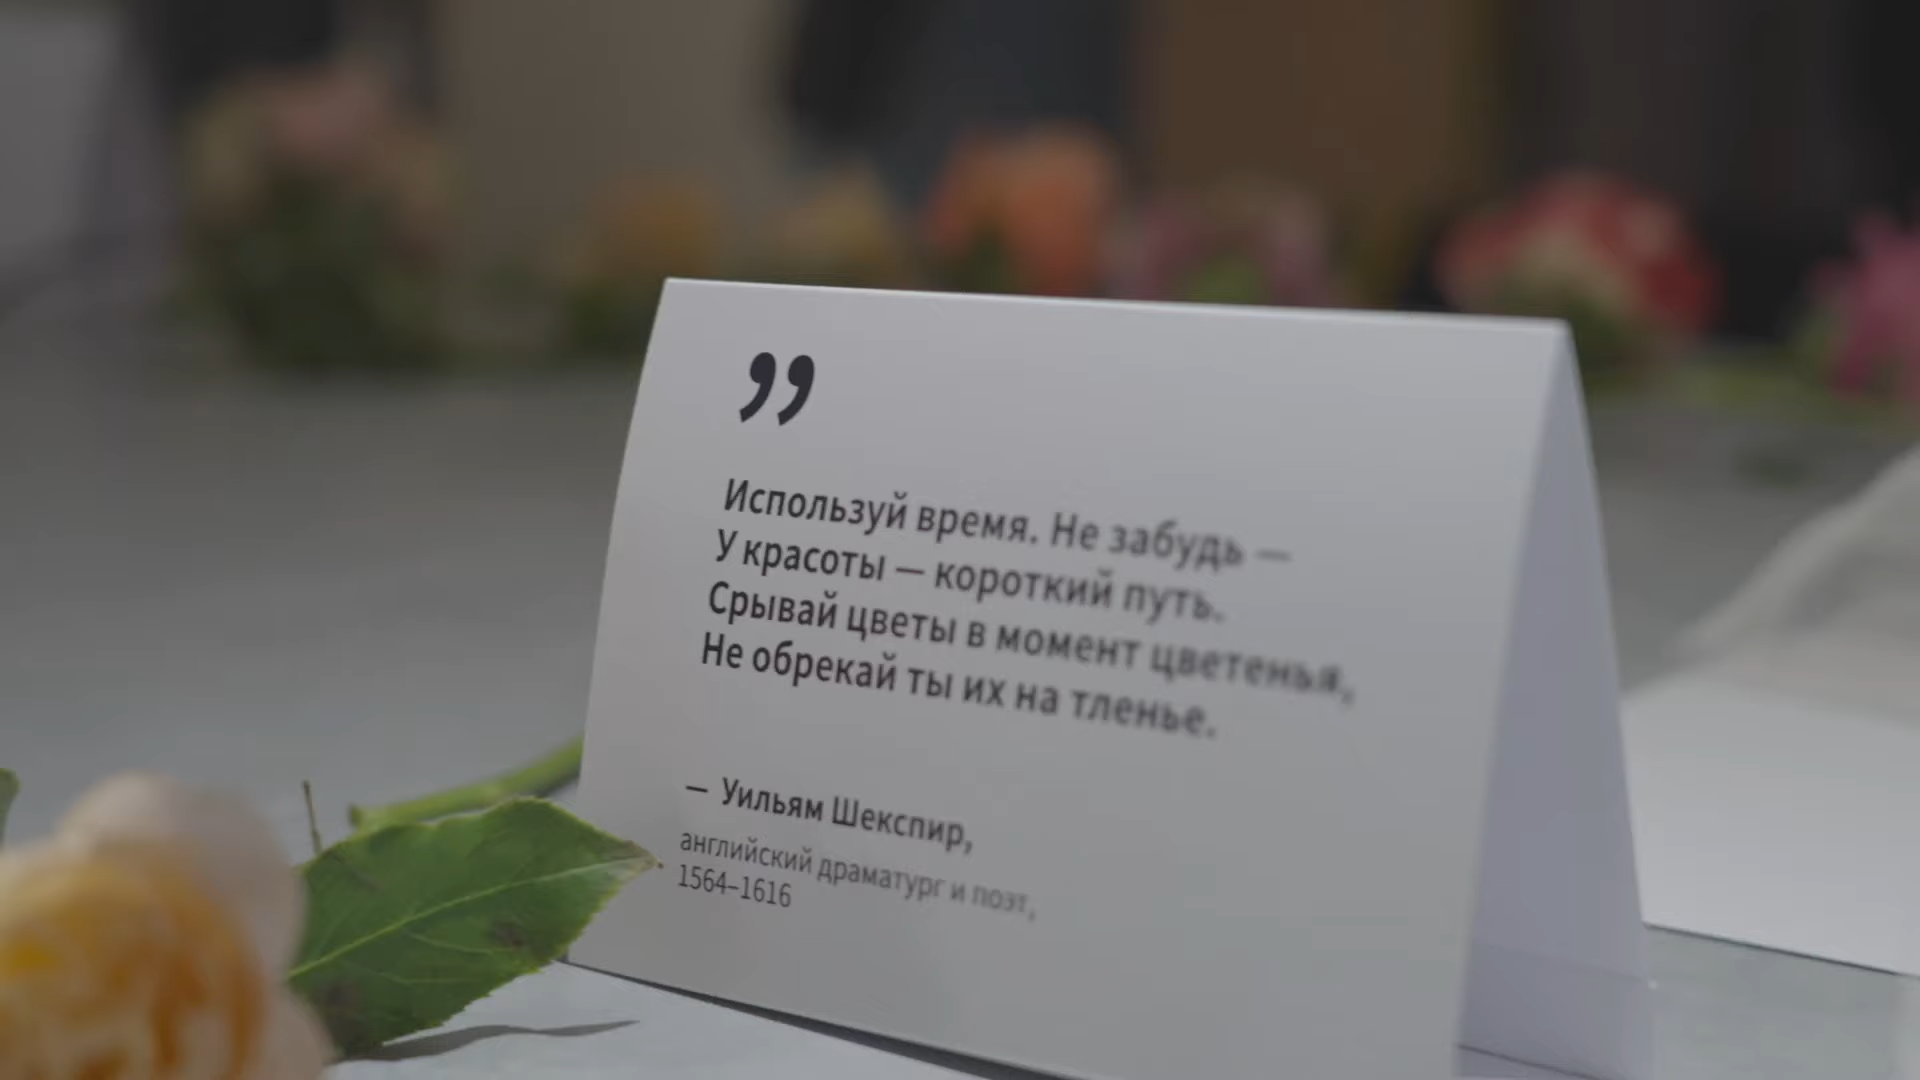 ”
Используй время. Не забудь —
У красоты — короткий путь.
Срывай цветы в момент цветенья,
Не обрекай ты их на тленье.
— Уильям Шекспир,
английский драматург и поэт,
1564–1616